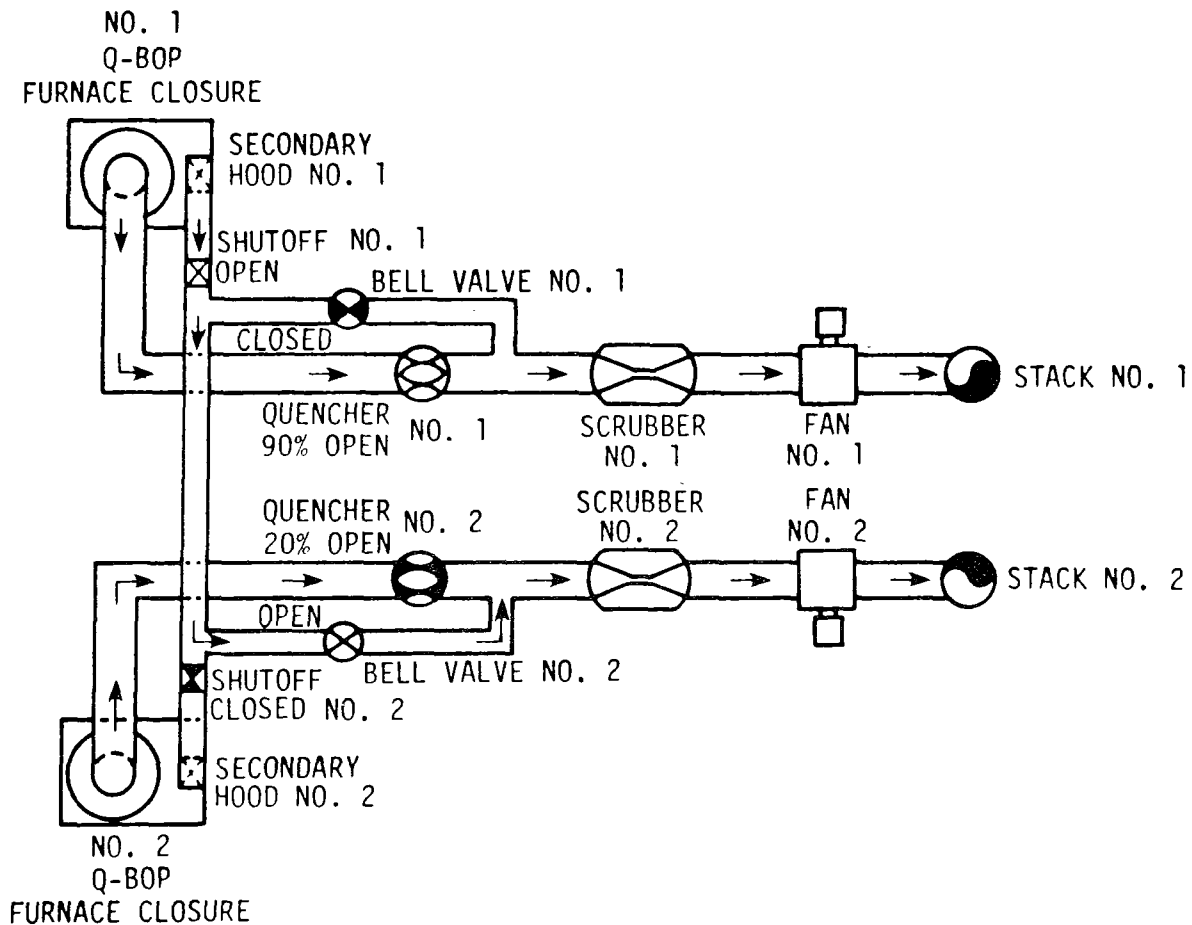 NO. 1
Q-BOP
FURNACE CLOSURE
SECONDARY
HOOD NO. 1
SHUTOFF NO. 1
OPEN
BELL VALVE NO. 1
CLOSED
QUENCHER NO. 1
90% OPEN
SCRUBBER
NO. 1
FAN
NO. 1
STACK NO. 1
QUENCHER NO. 2
20% OPEN
SCRUBBER
NO. 2
FAN
NO. 2
STACK NO. 2
OPEN
BELL VALVE NO. 2
SHUTOFF
CLOSED NO. 2
SECONDARY
HOOD NO. 2
NO. 2
Q-BOP
FURNACE CLOSURE